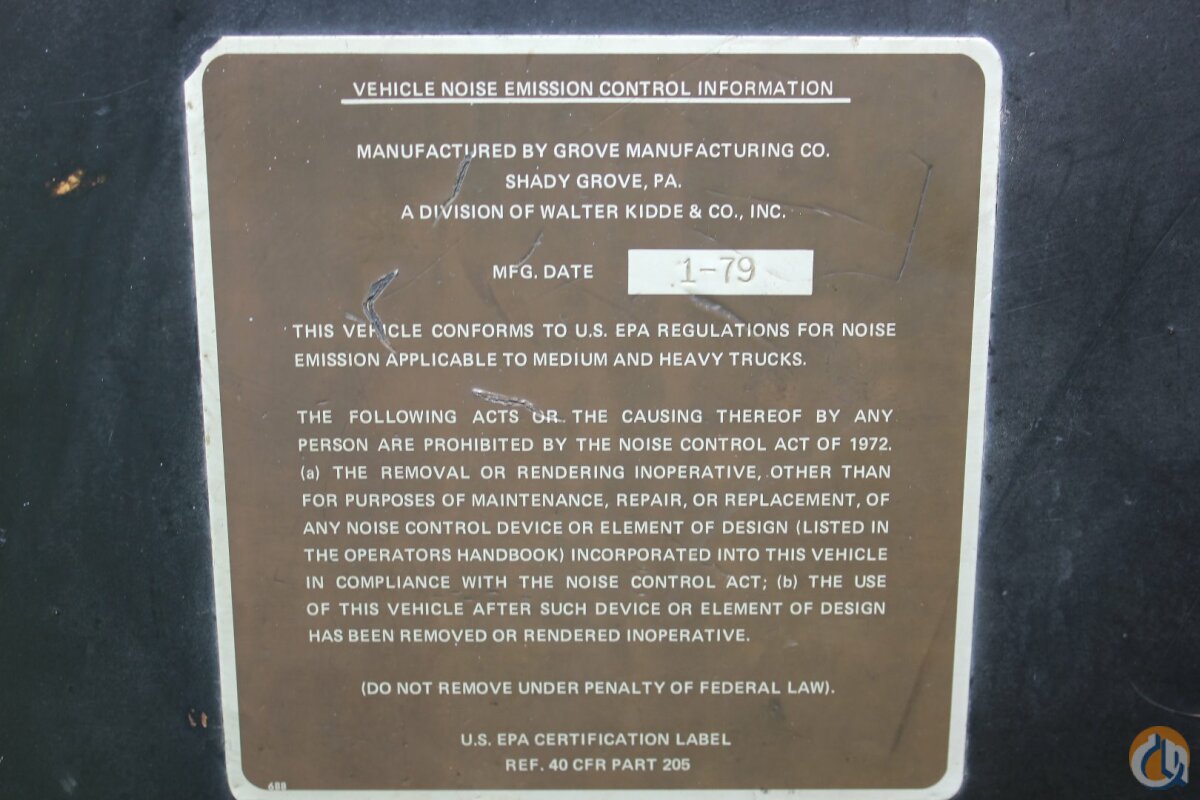 VEHICLE NOISE EMISSION CONTROL INFORMATION
MANUFACTURED BY GROVE MANUFACTURING CO.
SHADY GROVE, PA.
A DIVISION OF WALTER KIDDE & CO., INC.
MFG. DATE 1-79
THIS VEHICLE CONFORMS TO U.S. EPA REGULATIONS FOR NOISE
EMISSION APPLICABLE TO MEDIUM AND HEAVY TRUCKS.
THE FOLLOWING ACTS OR THE CAUSING THEREOF BY ANY
PERSON ARE PROHIBITED BY THE NOISE CONTROL ACT OF 1972.
(a) THE REMOVAL OR RENDERING INOPERATIVE, OTHER THAN
FOR PURPOSES OF MAINTENANCE, REPAIR, OR REPLACEMENT, OF
ANY NOISE CONTROL DEVICE OR ELEMENT OF DESIGN (LISTED IN
THE OPERATORS HANDBOOK) INCORPORATED INTO THIS VEHICLE
IN COMPLIANCE WITH THE NOISE CONTROL ACT; (b) THE USE
OF THIS VEHICLE AFTER SUCH DEVICE OR ELEMENT OF DESIGN
HAS BEEN REMOVED OR RENDERED INOPERATIVE.
(DO NOT REMOVE UNDER PENALTY OF FEDERAL LAW).
U.S. EPA CERTIFICATION LABEL
REF. 40 CFR PART 205